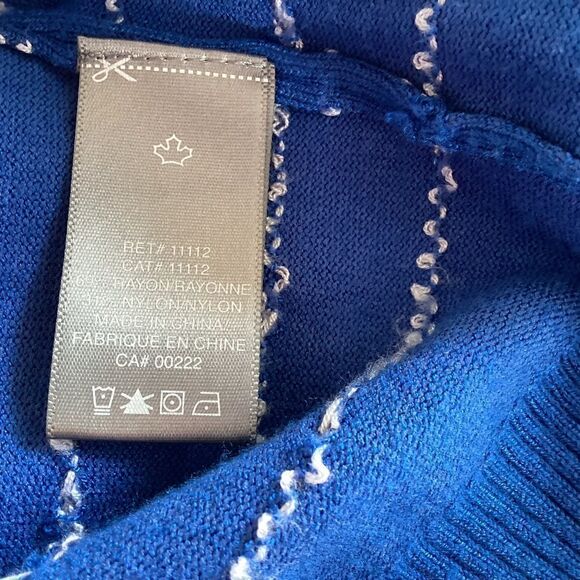 RET# 11112
CAT# 11112
RAYON/RAYONNE
NYLON/NYLON
MADE IN CHINA
FABRIQUE EN CHINE
CA# 00222